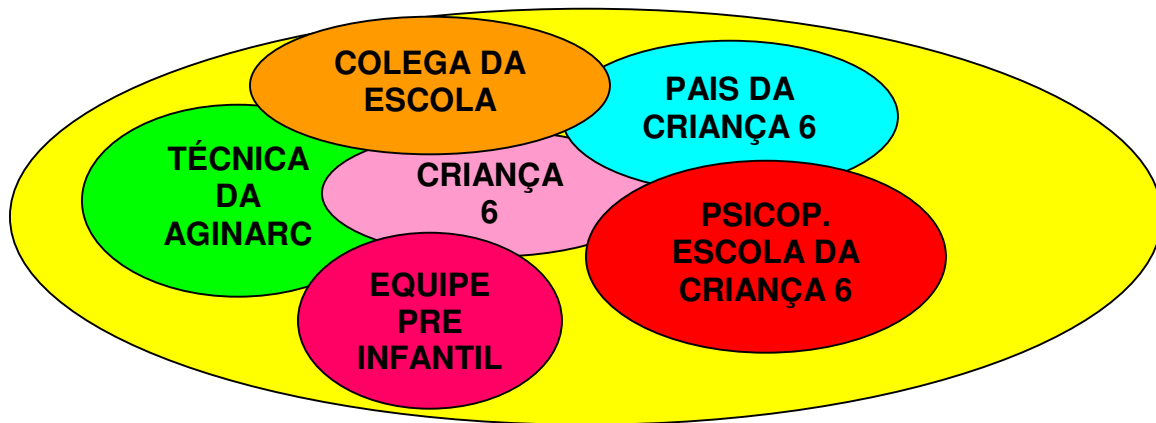 COLEGA DA
ESCOLA
PAIS DA
CRIANÇA 6
TÉCNICA
DA
AGINARC
CRIANÇA
6
PSICOP.
ESCOLA DA
CRIANÇA 6
EQUIPE
PRE
INFANTIL